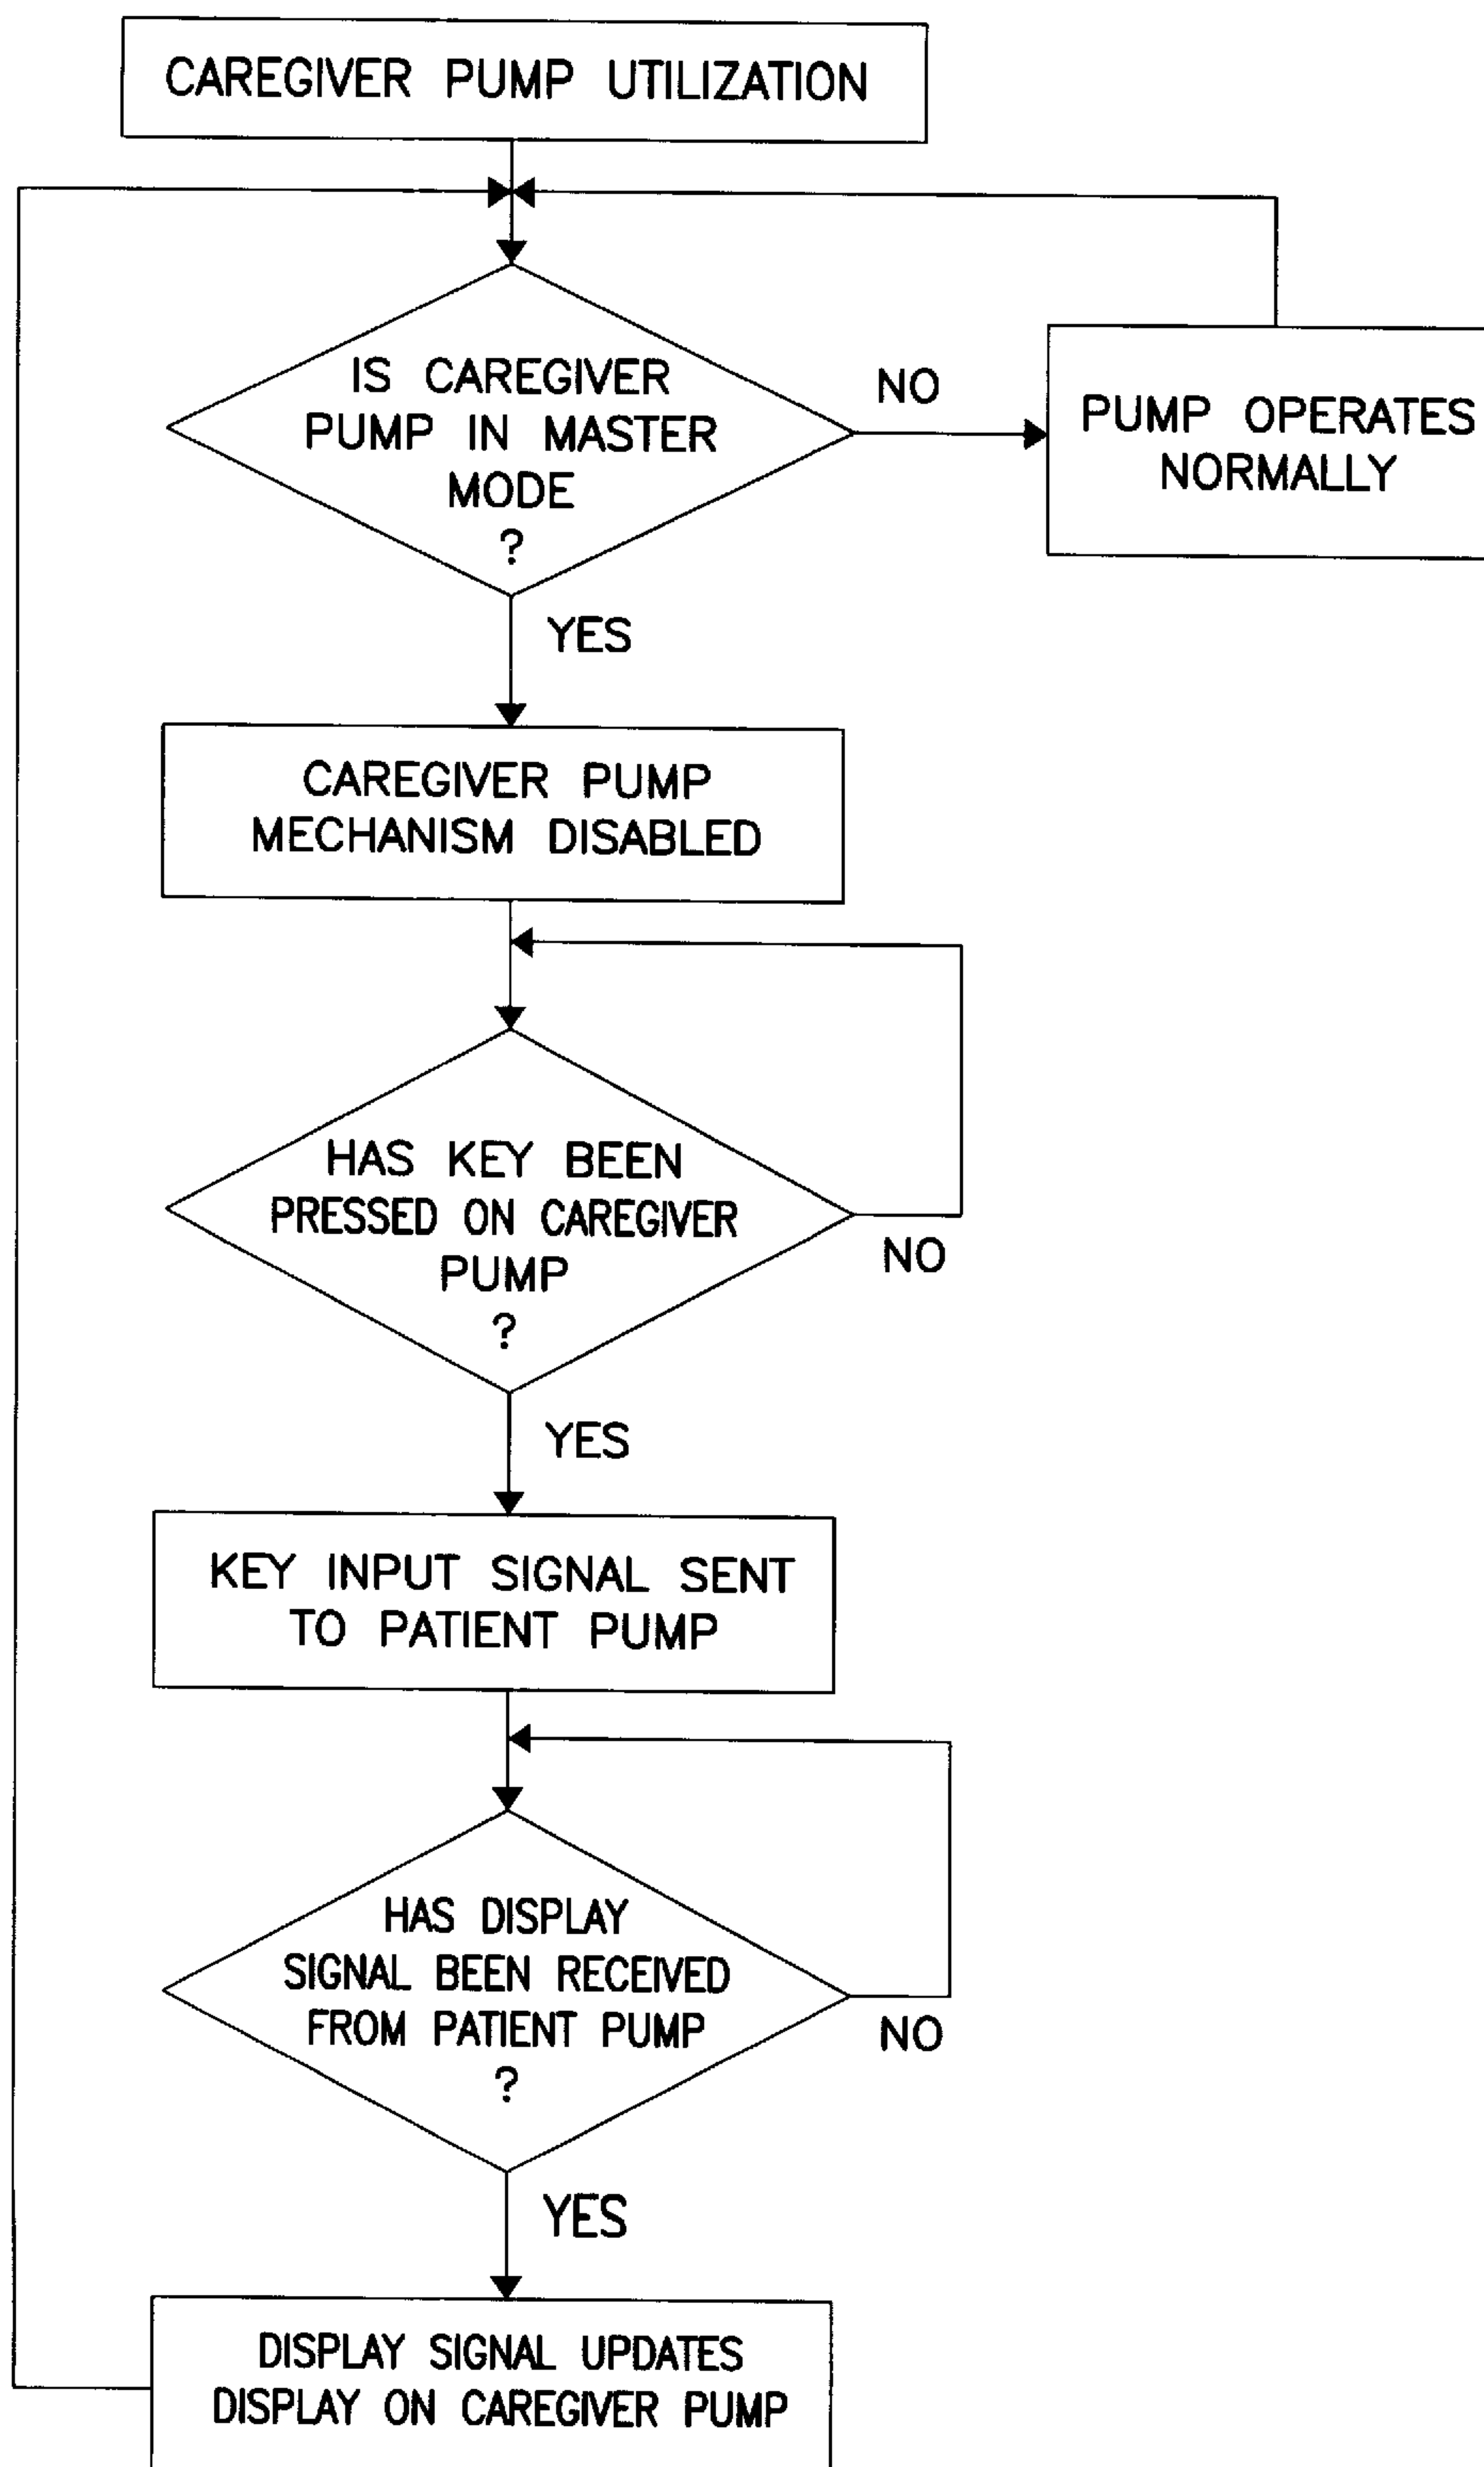 CAREGIVER PUMP UTILIZATION
IS CAREGIVER
PUMP IN MASTER
MODE
?
NO
PUMP OPERATES
NORMALLY
YES
CAREGIVER PUMP
MECHANISM DISABLED
HAS KEY BEEN
PRESSED ON CAREGIVER
PUMP
?
NO
YES
KEY INPUT SIGNAL SENT
TO PATIENT PUMP
HAS DISPLAY
SIGNAL BEEN RECEIVED
FROM PATIENT PUMP
?
NO
YES
DISPLAY SIGNAL UPDATES
DISPLAY ON CAREGIVER PUMP